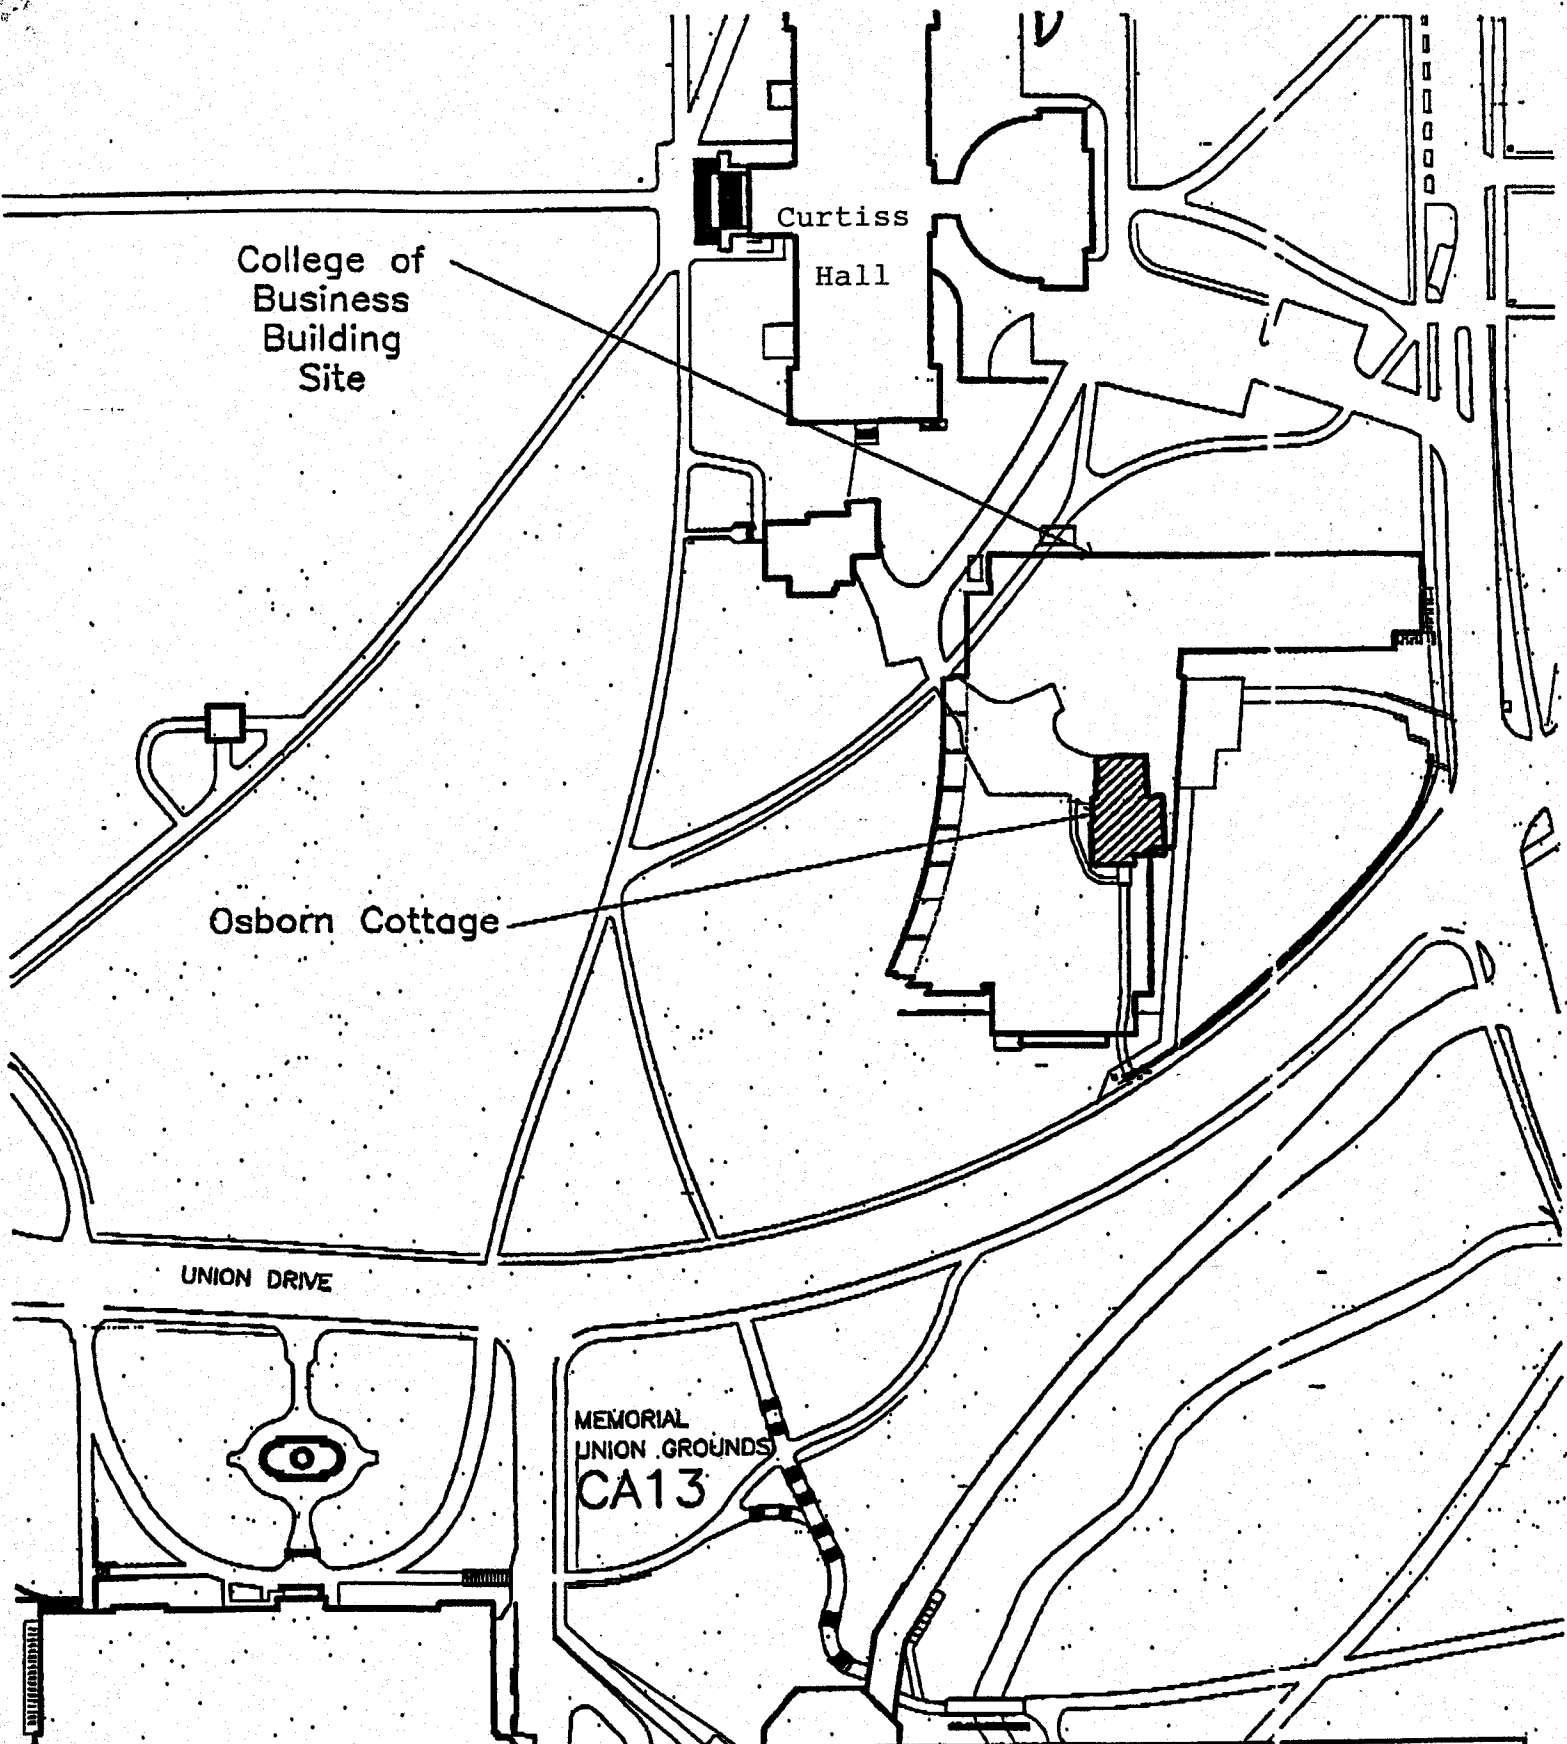 Curtiss
Hall
College of
Business
Building
Site
Osborn Cottage
UNION DRIVE
MEMORIAL
UNION GROUNDS
CA13